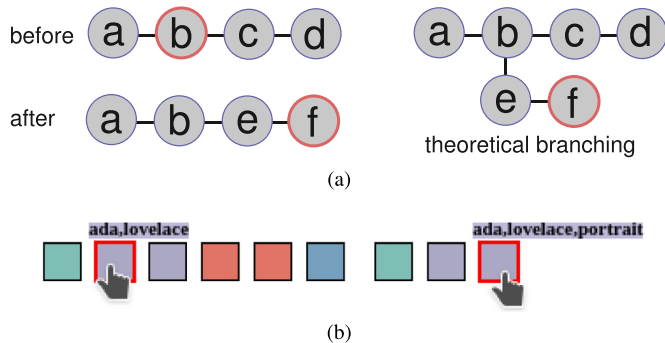 before a b c d
after a b e f
a b c d
e f
theoretical branching
(a)
ada,lovelace
ada,lovelace,portrait
(b)